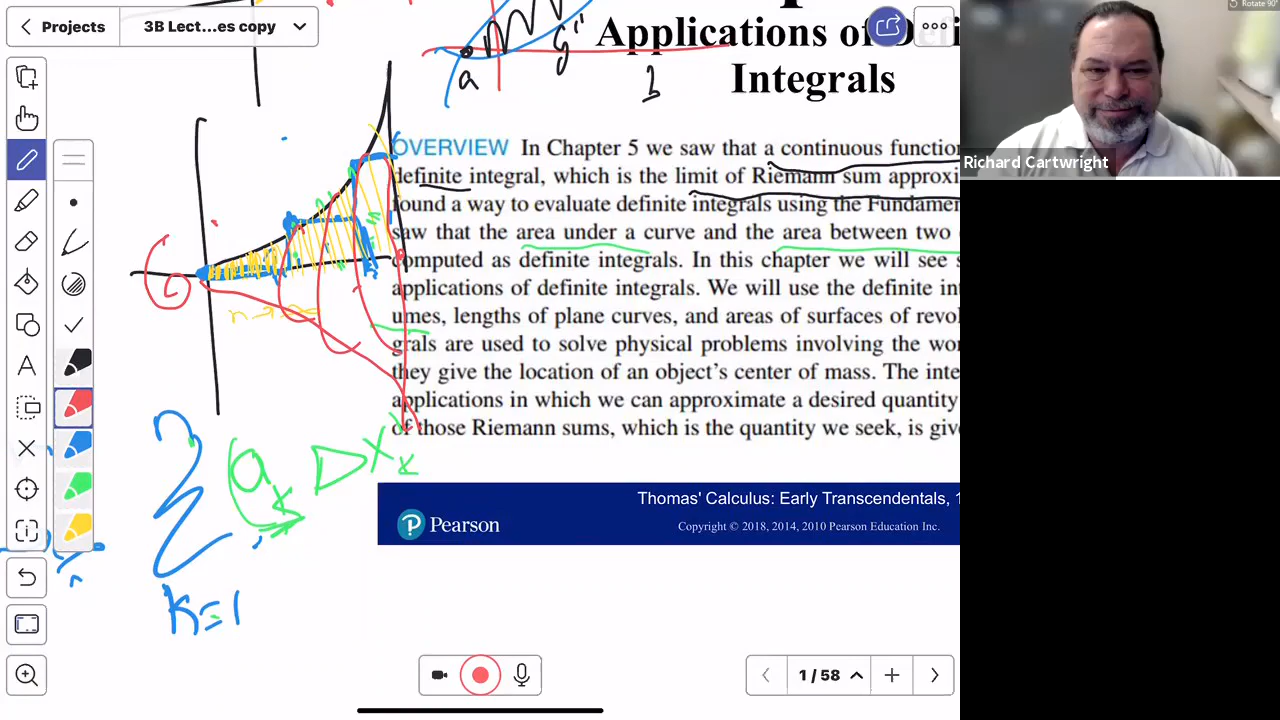 Projects
3B Lect...es copy
Rotate 90°
Applications of Defi
Integrals
a
b
OVERVIEW In Chapter 5 we saw that a continuous function
definite integral, which is the limit of Riemann sum approxi
found a way to evaluate definite integrals using the Fundamen
saw that the area under a curve and the area between two
computed as definite integrals. In this chapter we will see s
applications of definite integrals. We will use the definite int
umes, lengths of plane curves, and areas of surfaces of revol
grals are used to solve physical problems involving the wor
they give the location of an object's center of mass. The inte
applications in which we can approximate a desired quantity
of those Riemann sums, which is the quantity we seek, is give
Richard Cartwright
n→∞
n
Σ a_k Δx_k
k=1
Pearson
Thomas' Calculus: Early Transcendentals, 1
Copyright © 2018, 2014, 2010 Pearson Education Inc.
A
1 / 58